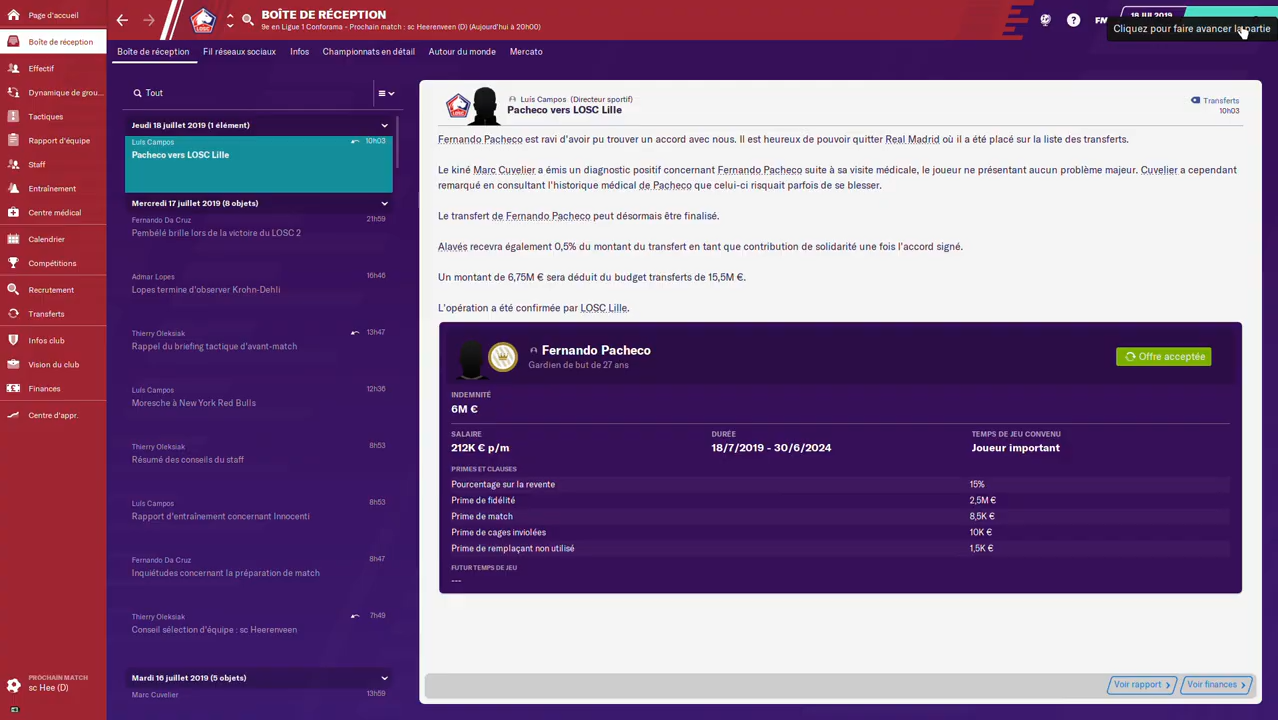 Page d'accueil
Boîte de réception
Effectif
Dynamique de grou...
Tactiques
Rapport d'équipe
Staff
Entraînement
Centre médical
Calendrier
Compétitions
Recrutement
Transferts
Infos club
Vision du club
Finances
Centre d'appr.
PROCHAIN MATCH
sc Hee (D)
LOSC
BOÎTE DE RÉCEPTION
9e en Ligue 1 Conforama - Prochain match : sc Heerenveen (D) (Aujourd'hui à 20h00)
FM
18 JUL 2019
Cliquez pour faire avancer la partie
Boîte de réception Fil réseaux sociaux Infos Championnats en détail Autour du monde Mercato
Tout
Jeudi 18 juillet 2019 (1 élément)
Luís Campos 10h03
Pacheco vers LOSC Lille
Mercredi 17 juillet 2019 (8 objets)
Fernando Da Cruz 21h59
Pembélé brille lors de la victoire du LOSC 2
Admar Lopes 16h46
Lopes termine d'observer Krohn-Dehli
Thierry Oleksiak 13h47
Rappel du briefing tactique d'avant-match
Luís Campos 12h36
Moresche à New York Red Bulls
Thierry Oleksiak 8h53
Résumé des conseils du staff
Luís Campos 8h53
Rapport d'entraînement concernant Innocenti
Fernando Da Cruz 8h47
Inquiétudes concernant la préparation de match
Thierry Oleksiak 7h49
Conseil sélection d'équipe : sc Heerenveen
Mardi 16 juillet 2019 (5 objets)
Marc Cuvelier 13h59
Luís Campos (Directeur sportif)
Pacheco vers LOSC Lille
Transferts
10h03
Fernando Pacheco est ravi d'avoir pu trouver un accord avec nous. Il est heureux de pouvoir quitter Real Madrid où il a été placé sur la liste des transferts.
Le kiné Marc Cuvelier a émis un diagnostic positif concernant Fernando Pacheco suite à sa visite médicale, le joueur ne présentant aucun problème majeur. Cuvelier a cependant
remarqué en consultant l'historique médical de Pacheco que celui-ci risquait parfois de se blesser.
Le transfert de Fernando Pacheco peut désormais être finalisé.
Alavés recevra également 0,5% du montant du transfert en tant que contribution de solidarité une fois l'accord signé.
Un montant de 6,75M € sera déduit du budget transferts de 15,5M €.
L'opération a été confirmée par LOSC Lille.
Fernando Pacheco
Gardien de but de 27 ans
Offre acceptée
INDEMNITÉ
6M €
SALAIRE DURÉE TEMPS DE JEU CONVENU
212K € p/m 18/7/2019 - 30/6/2024 Joueur important
PRIMES ET CLAUSES
Pourcentage sur la revente 15%
Prime de fidélité 2,5M €
Prime de match 8,5K €
Prime de cages inviolées 10K €
Prime de remplaçant non utilisé 1,5K €
FUTUR TEMPS DE JEU
---
Voir rapport Voir finances